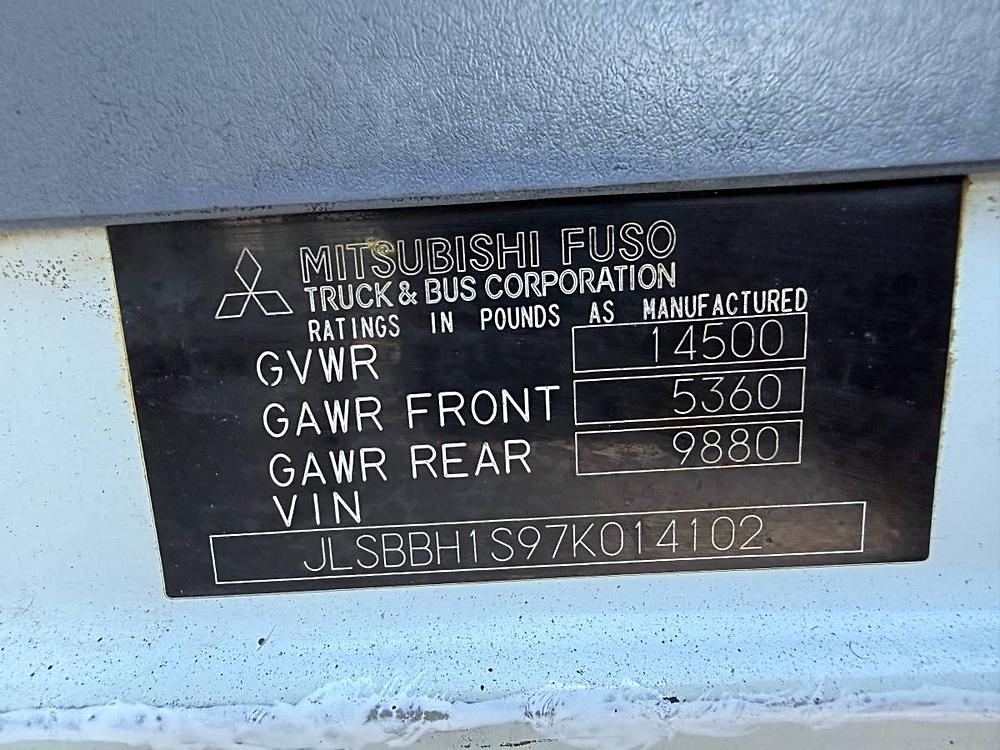 MITSUBISHI FUSO
TRUCK & BUS CORPORATION
RATINGS IN POUNDS AS MANUFACTURED
GVWR 14500
GAWR FRONT 5360
GAWR REAR 9880
VIN
JLSBBH1S97K014102